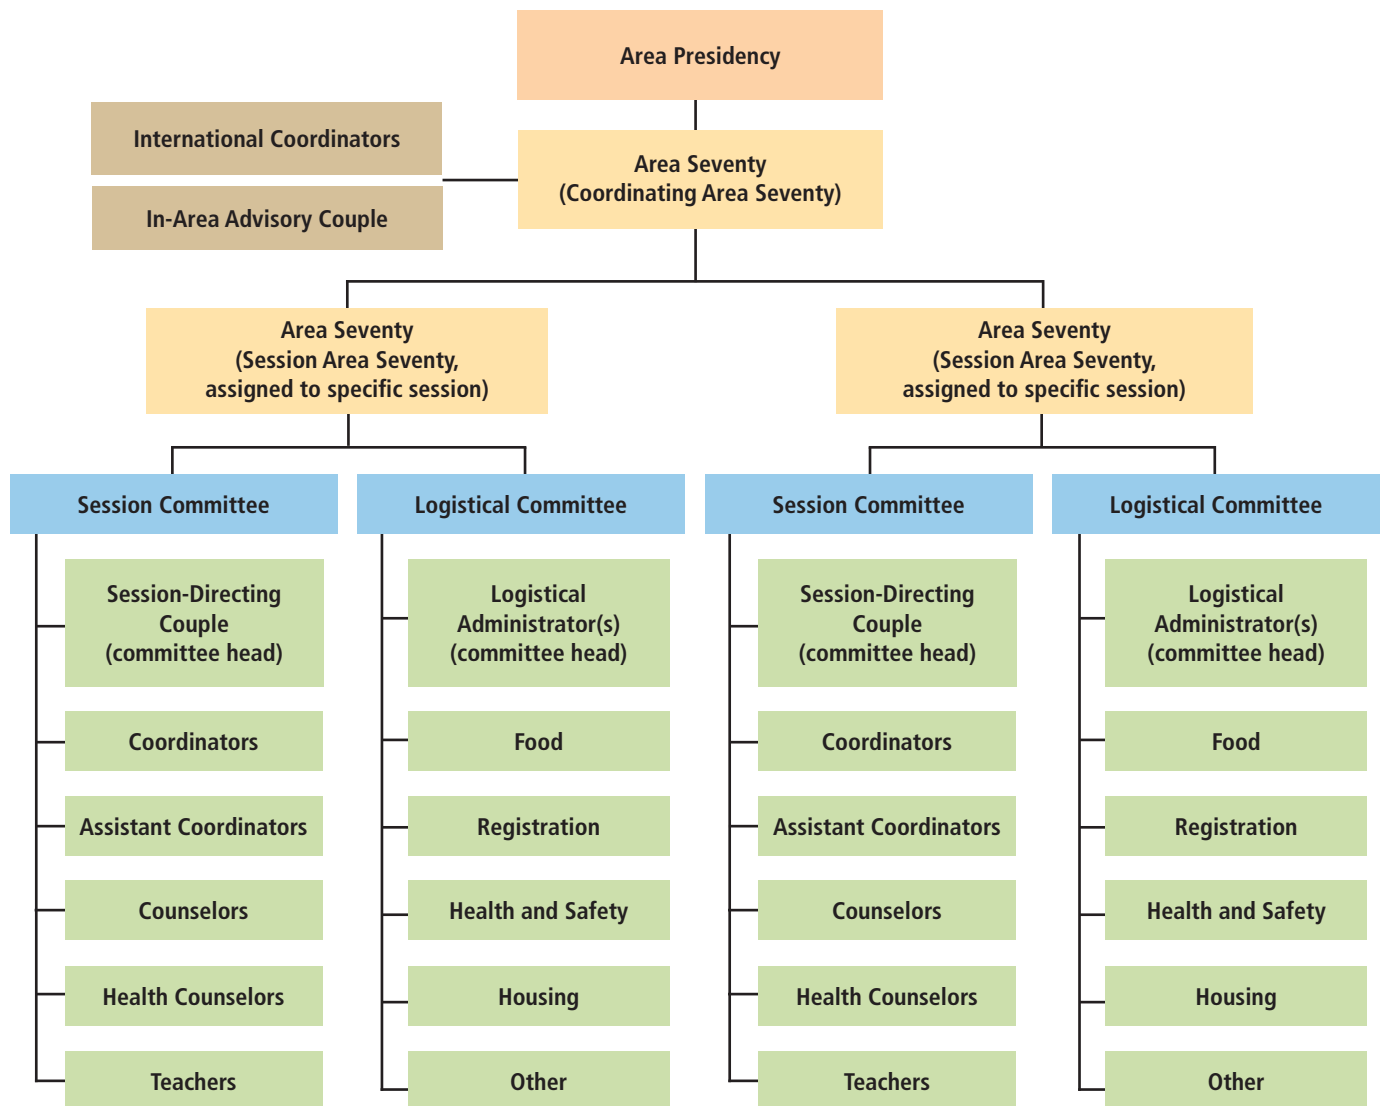 Area Presidency
International Coordinators
In-Area Advisory Couple
Area Seventy
(Coordinating Area Seventy)
Area Seventy
(Session Area Seventy,
assigned to specific session)
Area Seventy
(Session Area Seventy,
assigned to specific session)
Session Committee
Session-Directing
Couple
(committee head)
Coordinators
Assistant Coordinators
Counselors
Health Counselors
Teachers
Logistical Committee
Logistical
Administrator(s)
(committee head)
Food
Registration
Health and Safety
Housing
Other
Session Committee
Session-Directing
Couple
(committee head)
Coordinators
Assistant Coordinators
Counselors
Health Counselors
Teachers
Logistical Committee
Logistical
Administrator(s)
(committee head)
Food
Registration
Health and Safety
Housing
Other